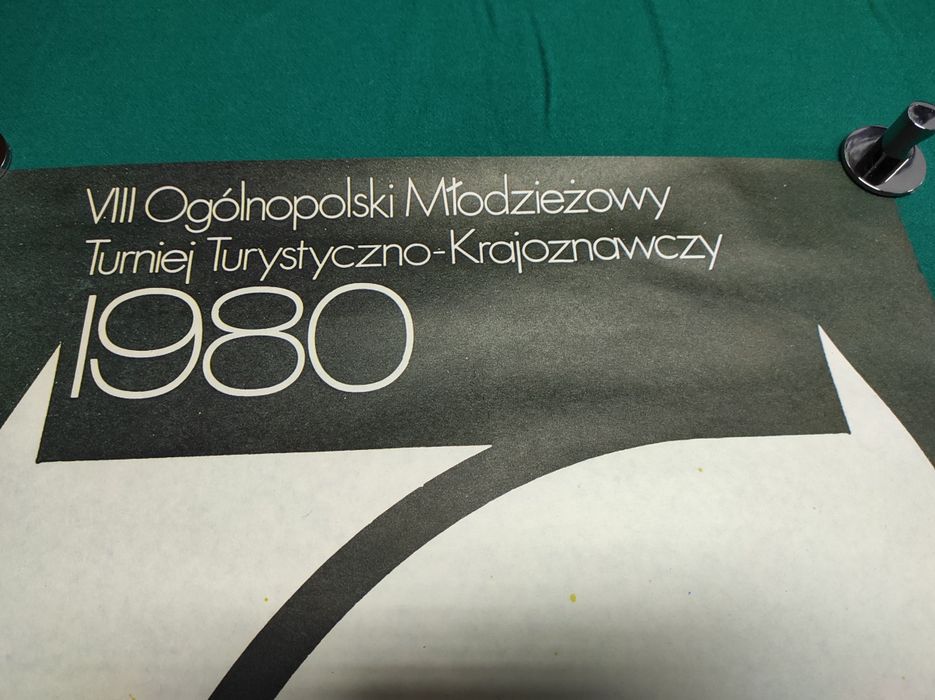 VIII Ogólnopolski Młodzieżowy
Turniej Turystyczno-Krajoznawczy
1980